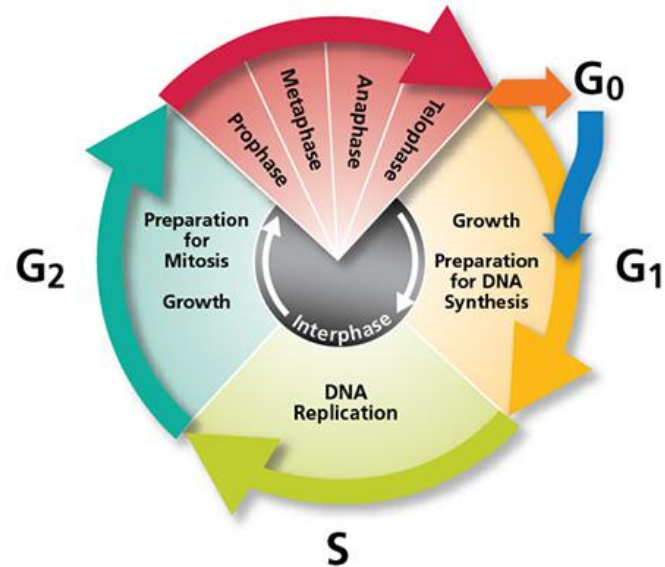 Prophase
Metaphase
Anaphase
Telophase
G0
G1
Growth
Preparation
for DNA
Synthesis
S
DNA
Replication
G2
Preparation
for
Mitosis
Growth
Interphase